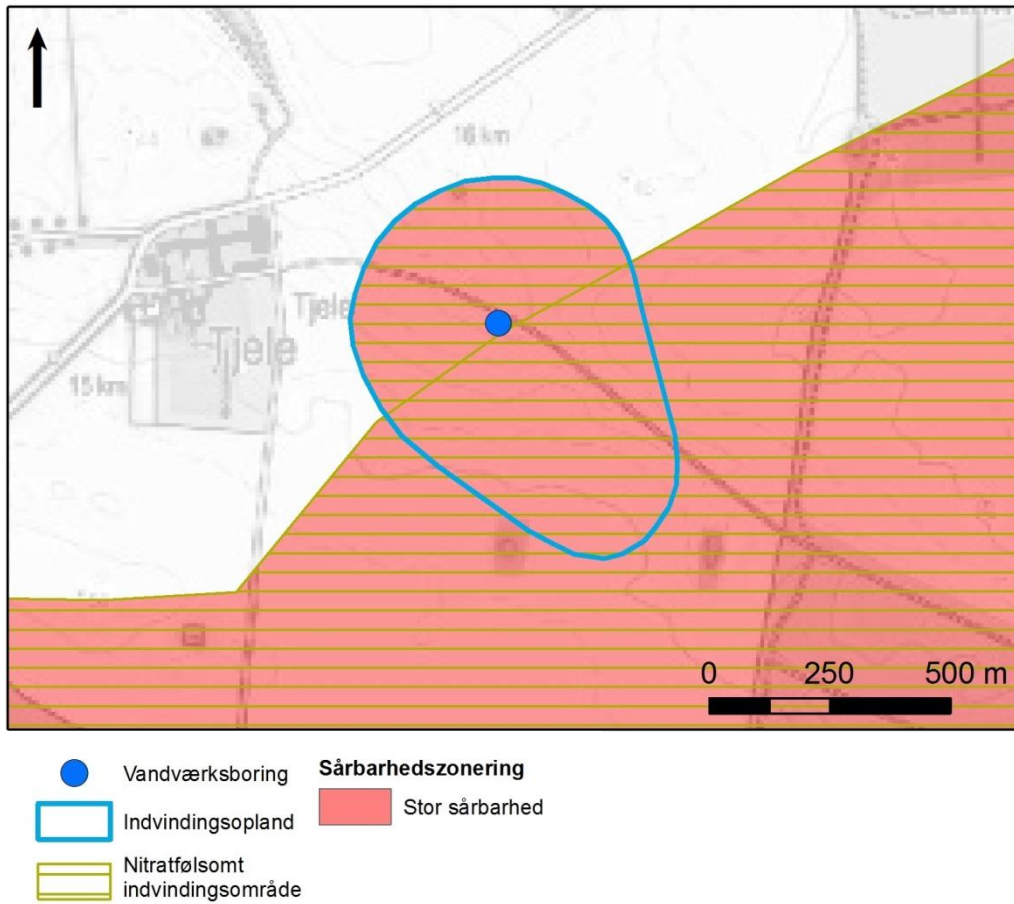 16 km
Tjele
Tjele
15 km
0 250 500 m
Vandværksboring
Sårbarhedszonering
Indvindingsopland
Stor sårbarhed
Nitratfølsomt
indvindingsområde